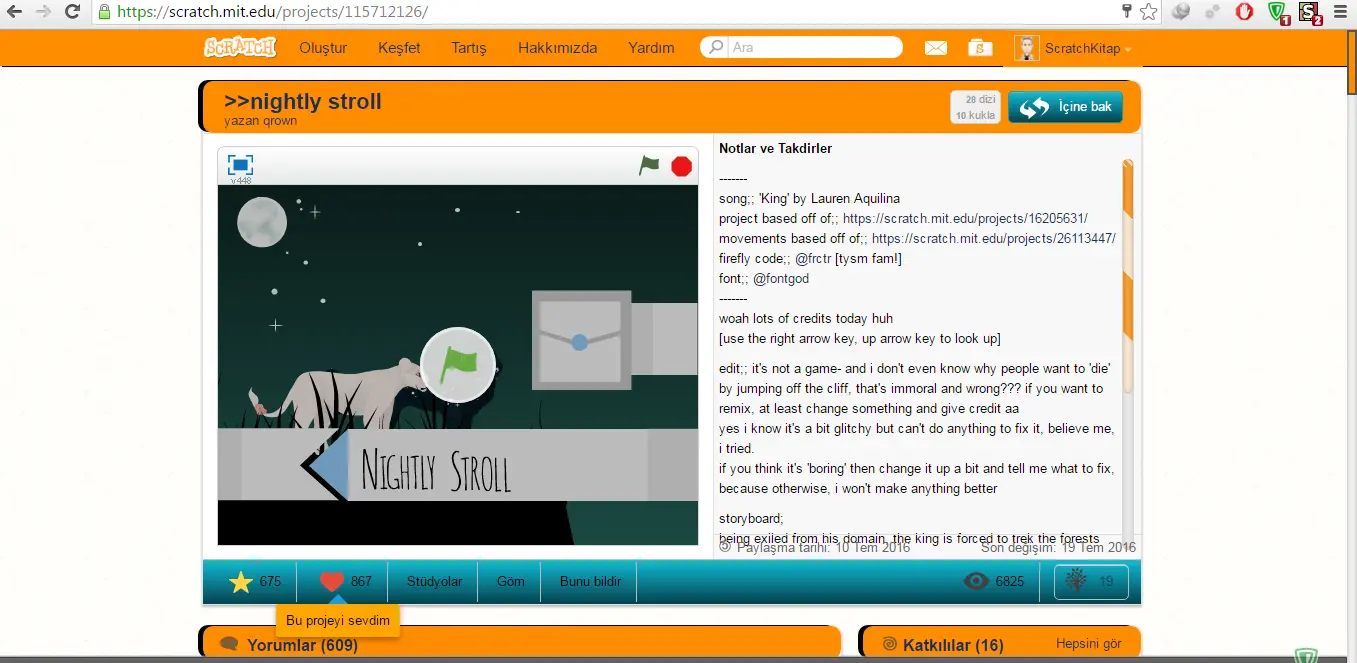 https://scratch.mit.edu/projects/115712126/
1
S
2
SCRATCH
Oluştur
Keşfet
Tartış
Hakkımızda
Yardım
Ara
S
ScratchKitap
>>nightly stroll
yazan qrown
28 dizi
10 kukla
İçine bak
v448
NIGHTLY STROLL
Notlar ve Takdirler
-------
song;; 'King' by Lauren Aquilina
project based off of;; https://scratch.mit.edu/projects/16205631/
movements based off of;; https://scratch.mit.edu/projects/26113447/
firefly code;; @frctr [tysm fam!]
font;; @fontgod
-------
woah lots of credits today huh
[use the right arrow key, up arrow key to look up]
edit;; it's not a game- and i don't even know why people want to 'die'
by jumping off the cliff, that's immoral and wrong??? if you want to
remix, at least change something and give credit aa
yes i know it's a bit glitchy but can't do anything to fix it, believe me,
i tried.
if you think it's 'boring' then change it up a bit and tell me what to fix,
because otherwise, i won't make anything better
storyboard;
being exiled from his domain, the king is forced to trek the forests
Paylaşma tarihi: 10 Tem 2016
Son değişim: 19 Tem 2016
675
867
Stüdyolar
Göm
Bunu bildir
6825
19
Bu projeyi sevdim
Yorumlar (609)
Katkılılar (16)
Hepsini gör